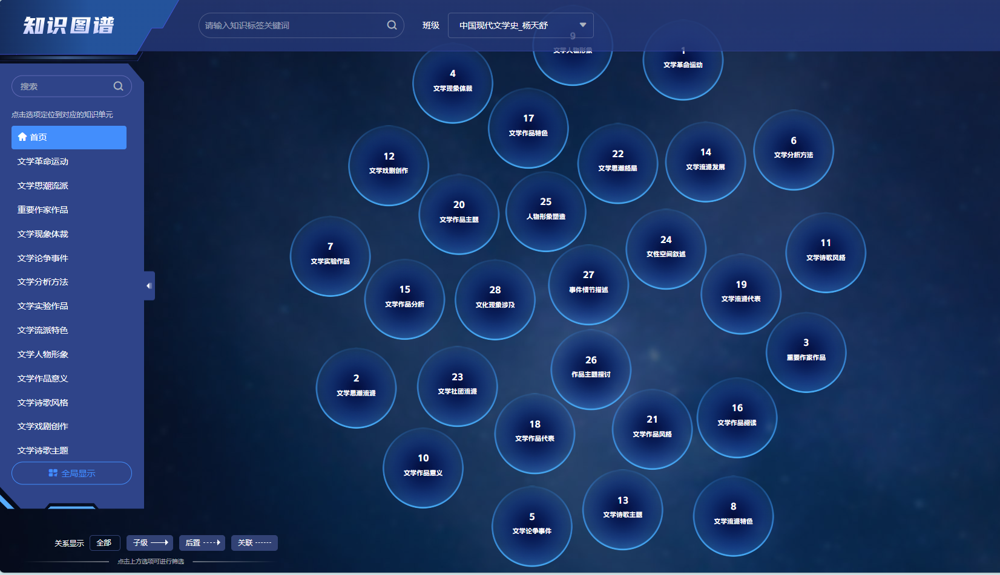 知识图谱
请输入知识标签关键词
班级
中国现代文学史_杨天舒
搜索
点击选项定位到对应的知识单元
首页
文学革命运动
文学思潮流派
重要作家作品
文学现象体裁
文学论争事件
文学分析方法
文学实验作品
文学流派特色
文学人物形象
文学作品意义
文学诗歌风格
文学戏剧创作
文学诗歌主题
全局显示
关系显示
全部
子级
后置
关联
点击上方选项可进行筛选
9
文学人物形象
1
文学革命运动
4
文学现象体裁
17
文学作品特色
6
文学分析方法
12
文学戏剧创作
22
文学思潮格局
14
文学流派发展
20
文学作品主题
25
人物形象塑造
24
女性空间叙述
11
文学诗歌风格
7
文学实验作品
15
文学作品分析
28
文化现象涉及
27
事件情节描述
19
文学流派代表
3
重要作家作品
26
作品主题探讨
2
文学思潮流派
23
文学社团流派
16
文学作品阅读
18
文学作品代表
21
文学作品风格
10
文学作品意义
13
文学诗歌主题
8
文学流派特色
5
文学论争事件